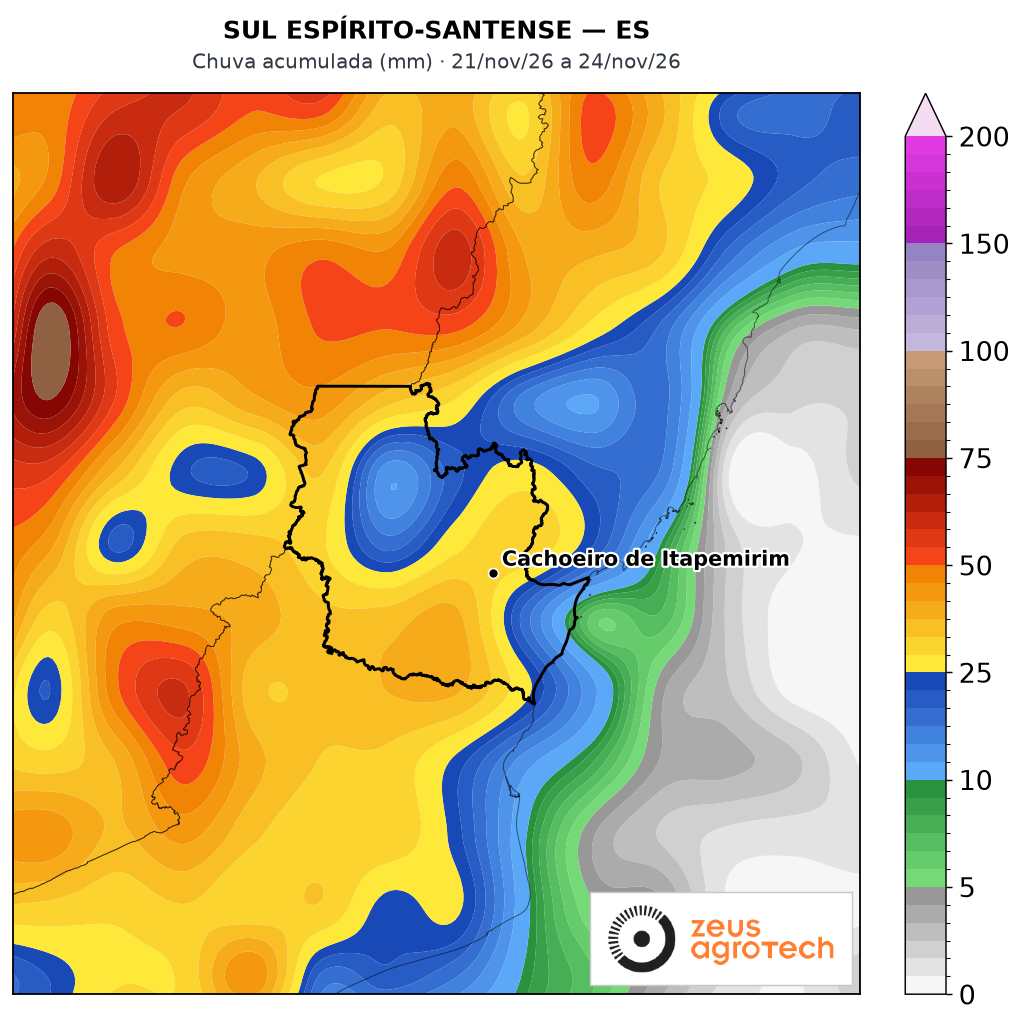 SUL ESPÍRITO-SANTENSE — ES
Chuva acumulada (mm) · 21/nov/26 a 24/nov/26
200
150
100
75
50
25
10
5
0
Cachoeiro de Itapemirim
zeus
agrotech